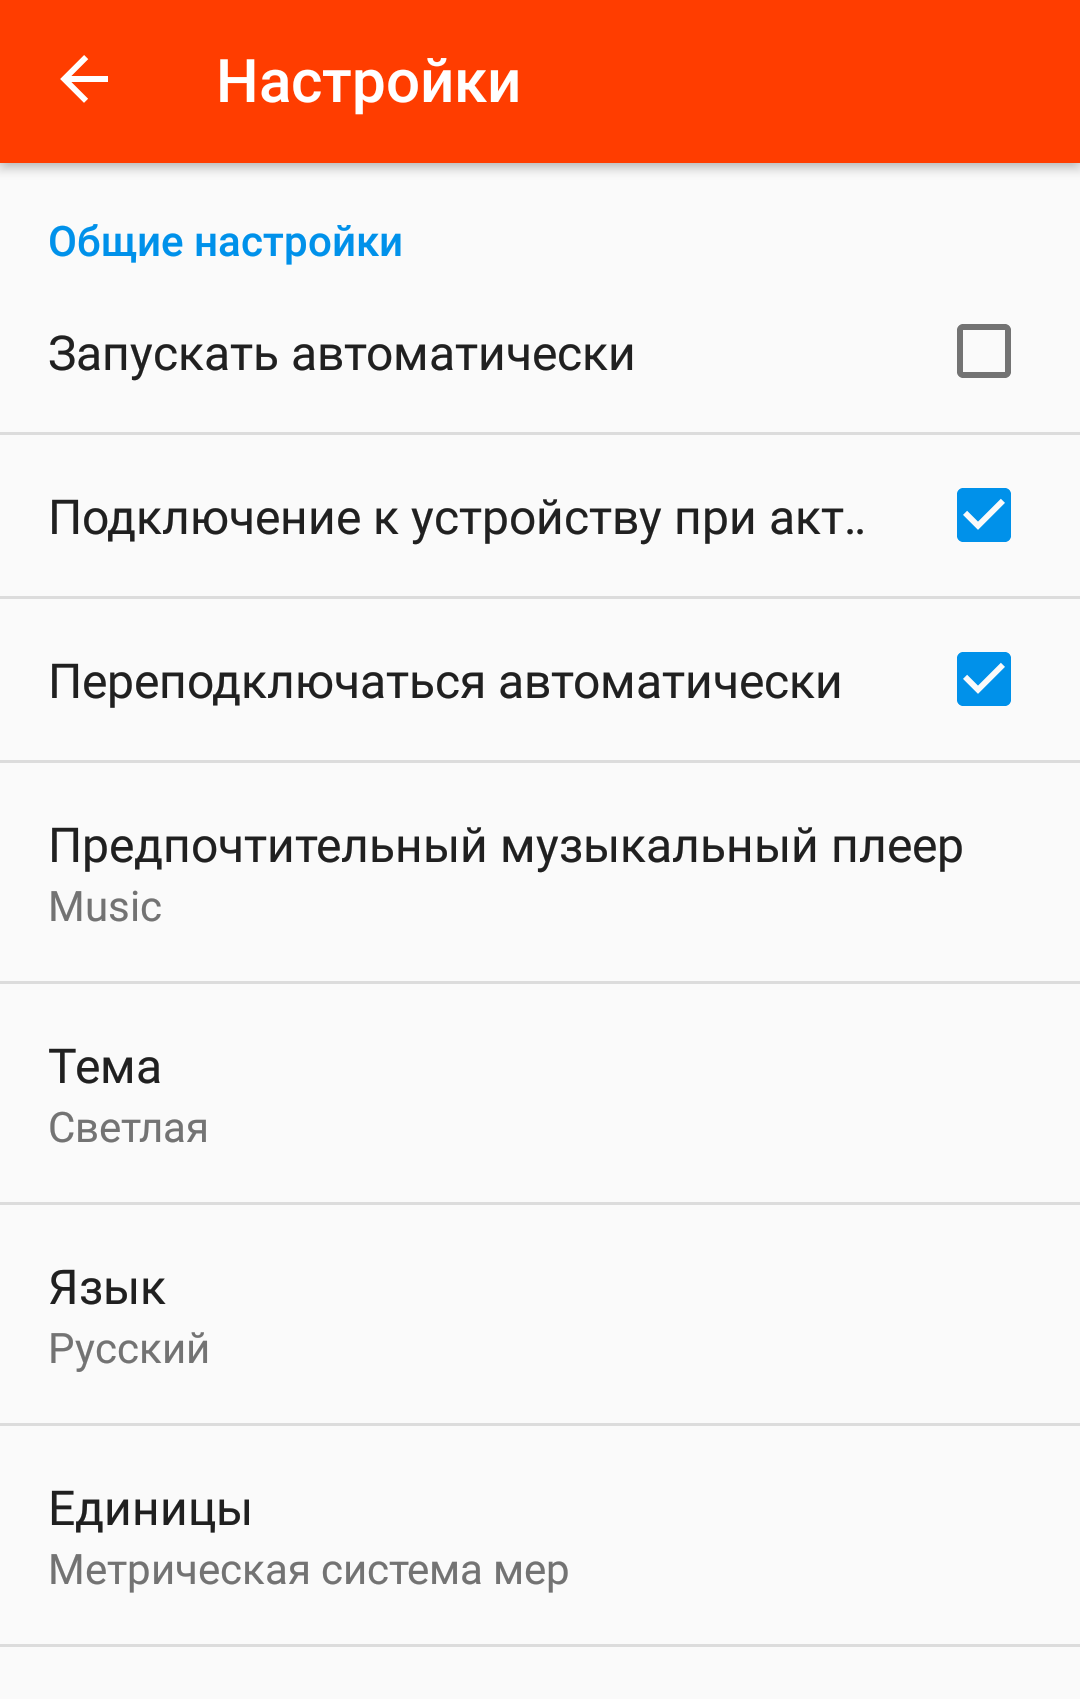 Настройки
Общие настройки
Запускать автоматически
Подключение к устройству при акт..
Переподключаться автоматически
Предпочтительный музыкальный плеер
Music
Тема
Светлая
Язык
Русский
Единицы
Метрическая система мер